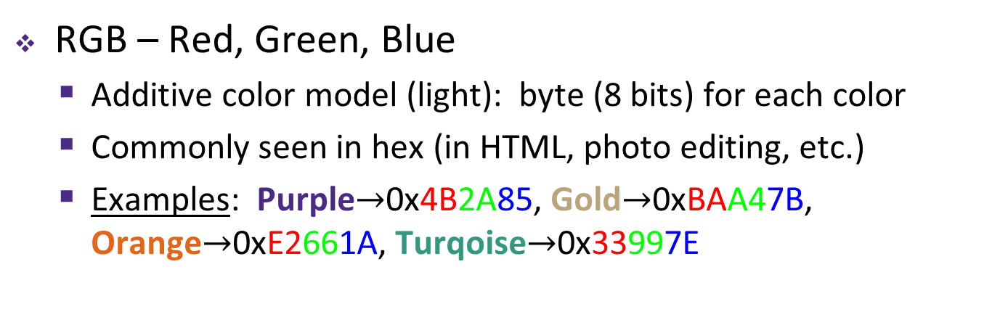 ❖ RGB – Red, Green, Blue
▪ Additive color model (light): byte (8 bits) for each color
▪ Commonly seen in hex (in HTML, photo editing, etc.)
▪ Examples: Purple→0x4B2A85, Gold→0xBAA47B,
Orange→0xE2661A, Turqoise→0x33997E